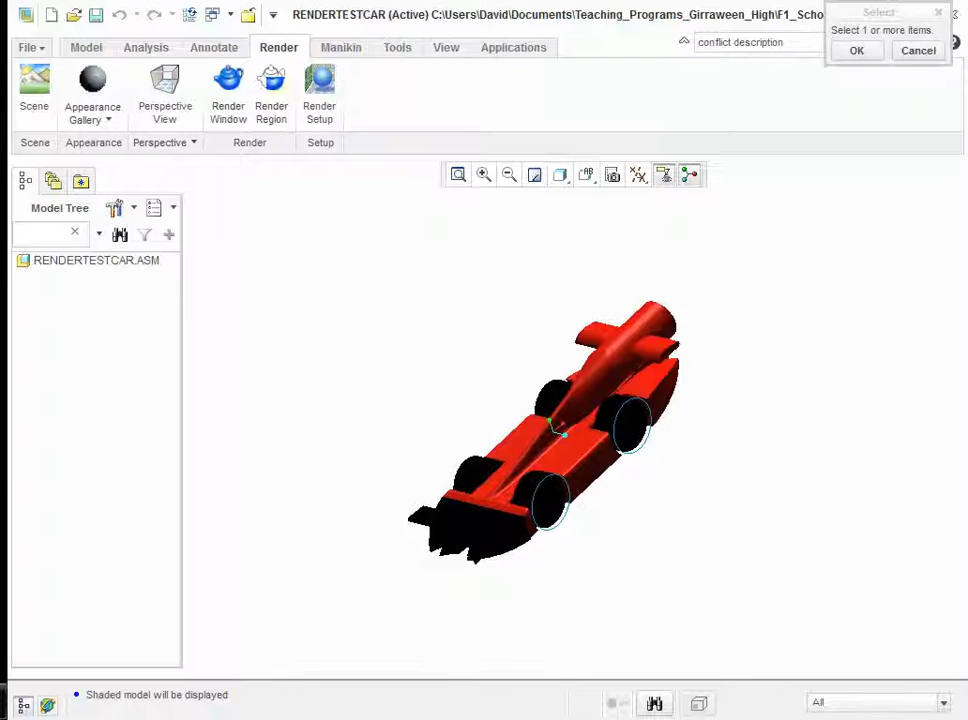 RENDERTESTCAR (Active) C:\Users\David\Documents\Teaching_Programs_Girraween_High\F1_Scho
Select
Select 1 or more items.
OK Cancel
File Model Analysis Annotate Render Manikin Tools View Applications
conflict description
Scene
Appearance Gallery
Perspective View
Render Window
Render Region
Render Setup
Scene Appearance Perspective Render Setup
Model Tree
RENDERTESTCAR.ASM
Shaded model will be displayed
All